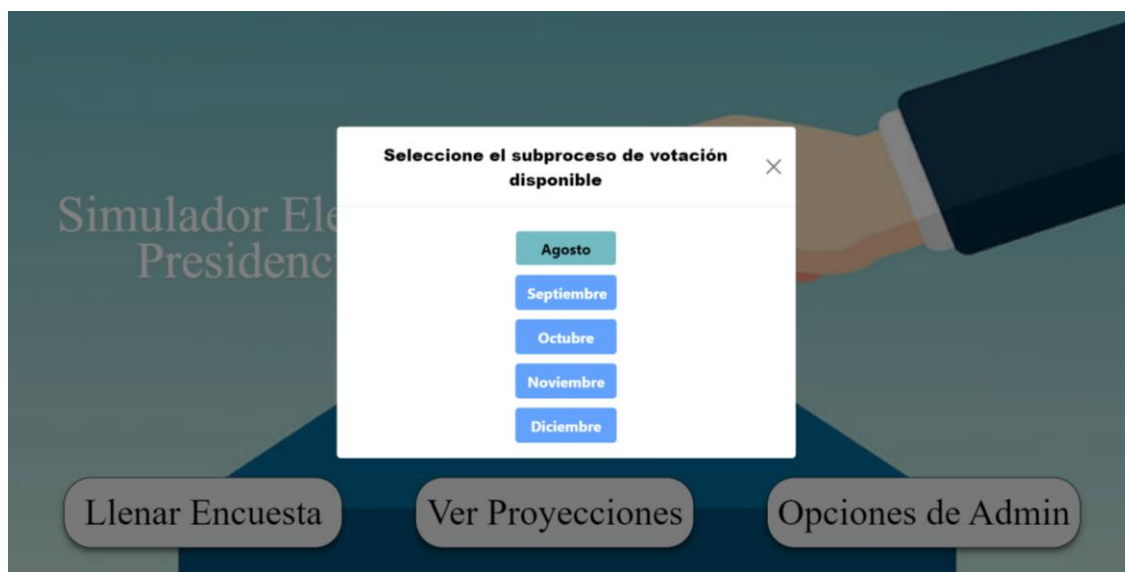 Seleccione el subproceso de votación
disponible
Simulador Ele
Presidenc
Agosto
Septiembre
Octubre
Noviembre
Diciembre
Llenar Encuesta
Ver Proyecciones
Opciones de Admin